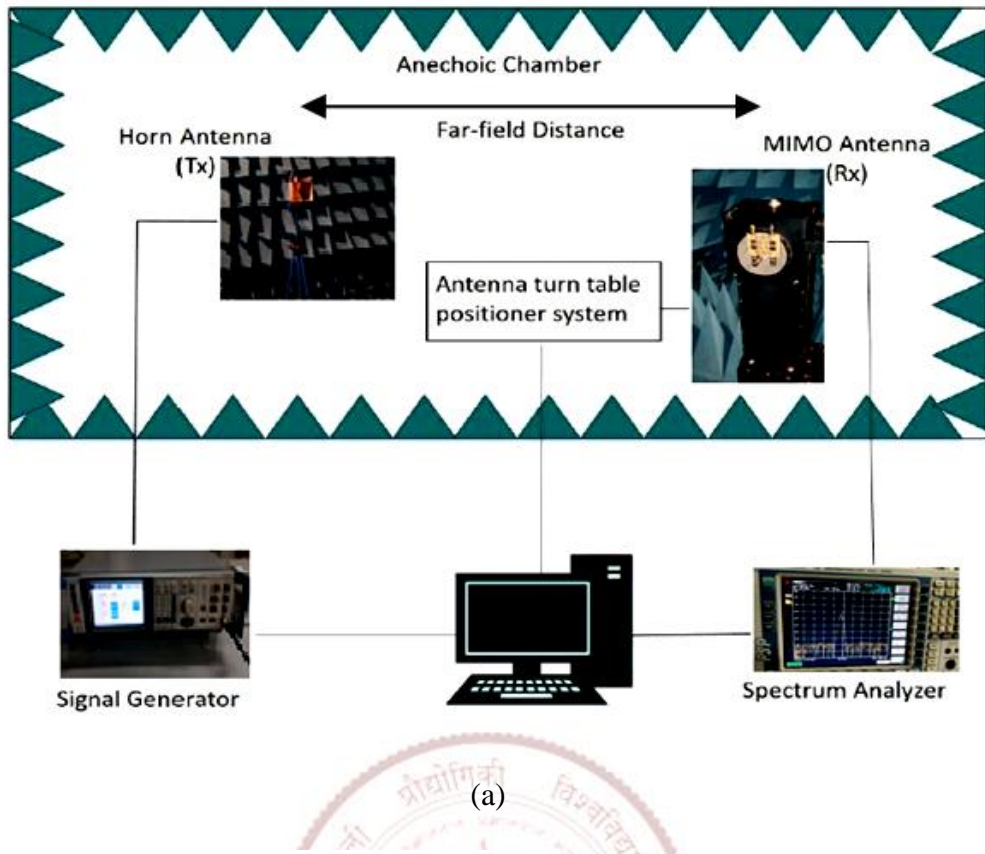 Anechoic Chamber
Far-field Distance
Horn Antenna
(Tx)
MIMO Antenna
(Rx)
Antenna turn table
positioner system
Signal Generator
Spectrum Analyzer
(a)
प्रौद्योगिकी